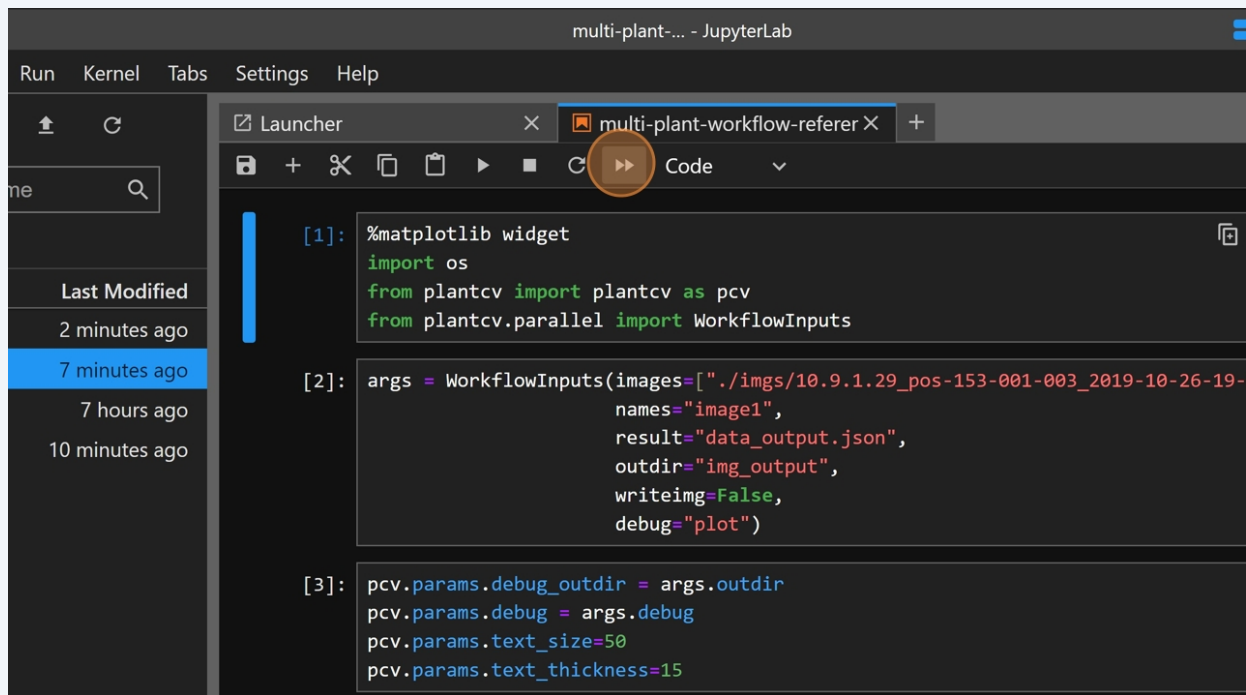 multi-plant-... - JupyterLab
Run Kernel Tabs Settings Help
Launcher
multi-plant-workflow-referer
Code
me
Last Modified
2 minutes ago
7 minutes ago
7 hours ago
10 minutes ago
[1]: %matplotlib widget
import os
from plantcv import plantcv as pcv
from plantcv.parallel import WorkflowInputs
[2]: args = WorkflowInputs(images=["./imgs/10.9.1.29_pos-153-001-003_2019-10-26-19-
names="image1",
result="data_output.json",
outdir="img_output",
writeimg=False,
debug="plot")
[3]: pcv.params.debug_outdir = args.outdir
pcv.params.debug = args.debug
pcv.params.text_size=50
pcv.params.text_thickness=15